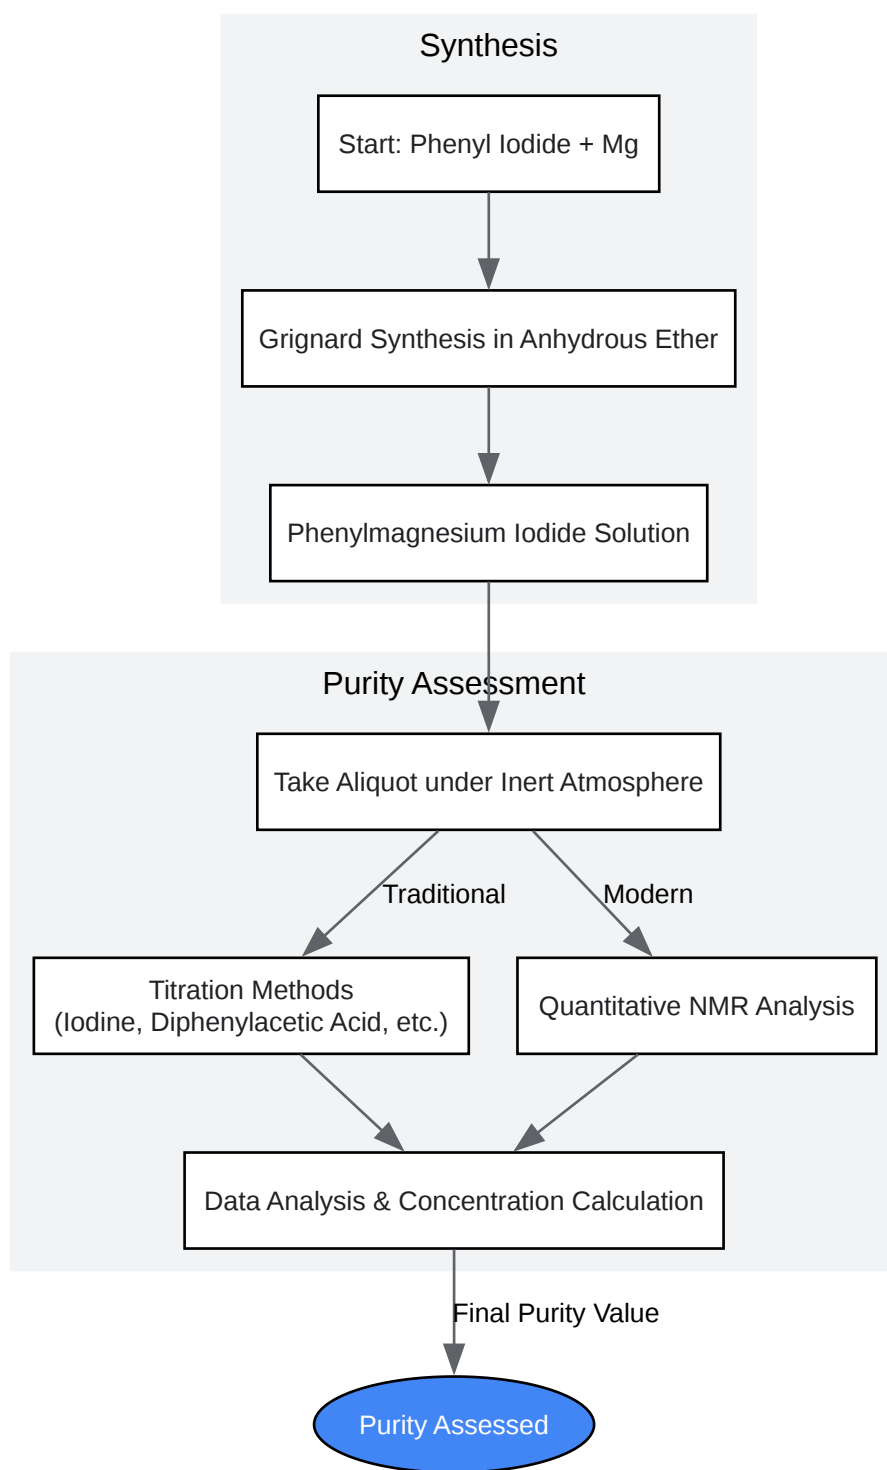 Synthesis
Start: Phenyl Iodide + Mg
Grignard Synthesis in Anhydrous Ether
Phenylmagnesium Iodide Solution
Purity Assessment
Take Aliquot under Inert Atmosphere
Traditional
Modern
Titration Methods
(Iodine, Diphenylacetic Acid, etc.)
Quantitative NMR Analysis
Data Analysis & Concentration Calculation
Final Purity Value
Purity Assessed